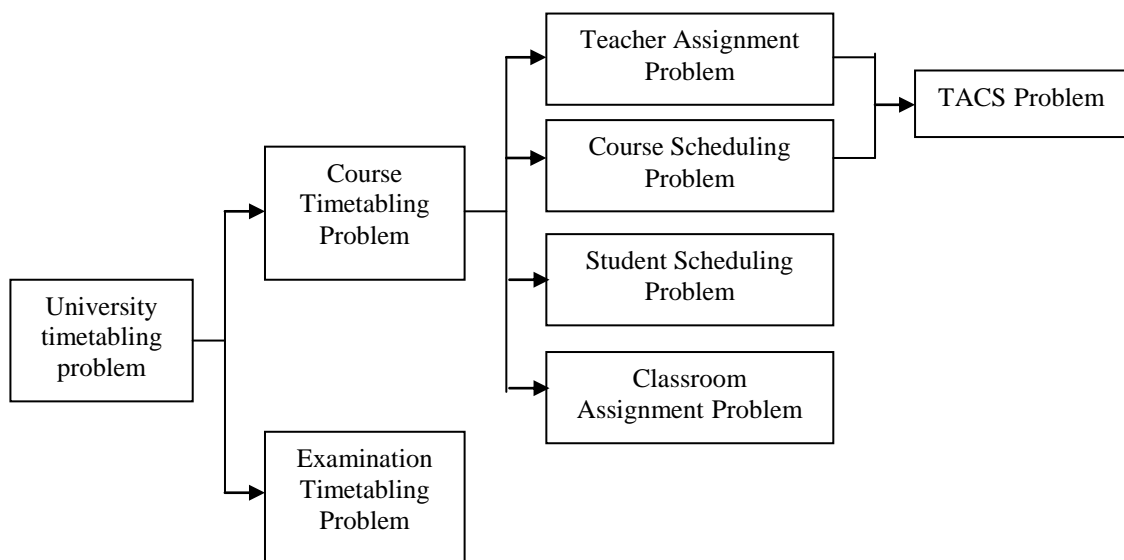 University
timetabling
problem
Course
Timetabling
Problem
Examination
Timetabling
Problem
Teacher Assignment
Problem
Course Scheduling
Problem
Student Scheduling
Problem
Classroom
Assignment Problem
TACS Problem